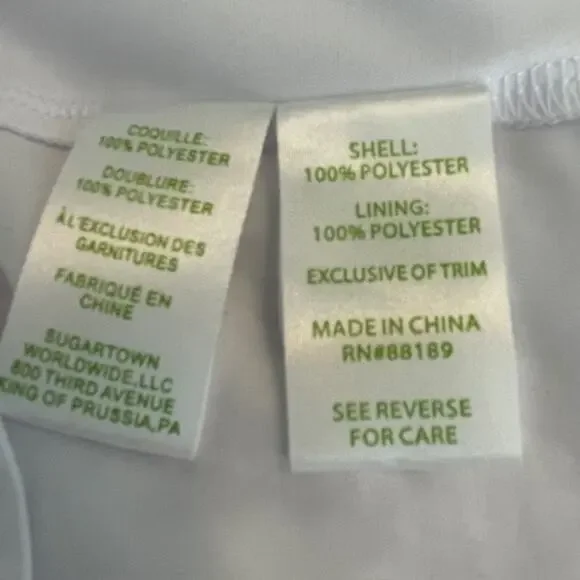 COQUILLE:
100% POLYESTER
DOUBLURE:
100% POLYESTER
À L'EXCLUSION DES
GARNITURES
FABRIQUÉ EN
CHINE
SUGARTOWN
WORLDWIDE, LLC
800 THIRD AVENUE
KING OF PRUSSIA, PA
SHELL:
100% POLYESTER
LINING:
100% POLYESTER
EXCLUSIVE OF TRIM
MADE IN CHINA
RN#88189
SEE REVERSE
FOR CARE